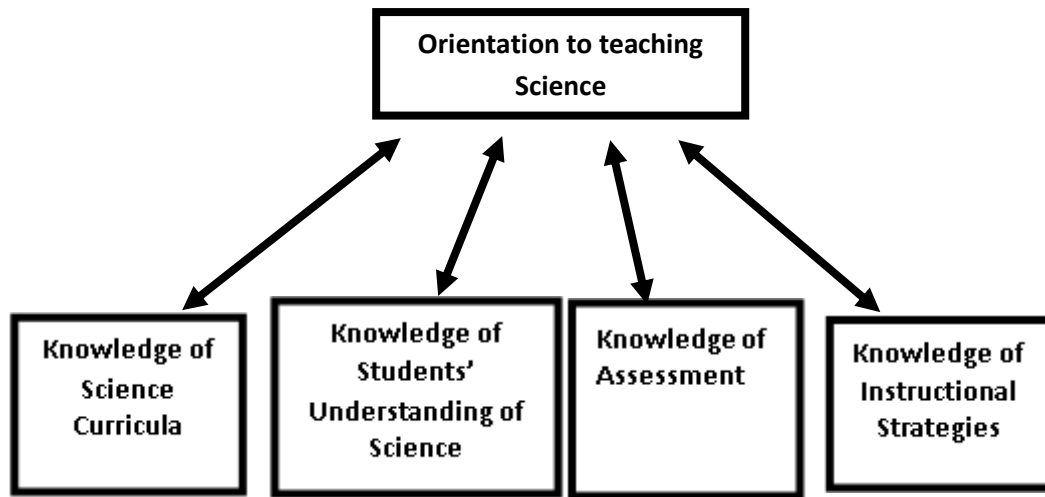 Orientation to teaching
Science
Knowledge of
Science
Curricula
Knowledge of
Students’
Understanding of
Science
Knowledge of
Assessment
Knowledge of
Instructional
Strategies